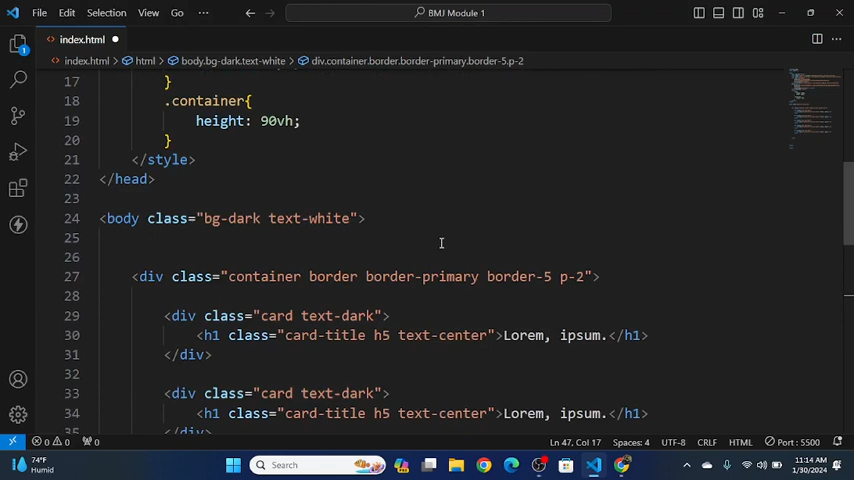 File Edit Selection View Go ··· BMJ Module 1
index.html
index.html > html > body.bg-dark.text-white > div.container.border.border-primary.border-5.p-2
17 }
18 .container{
19 height: 90vh;
20 }
21 </style>
22 </head>
23
24 <body class="bg-dark text-white">
25
26
27 <div class="container border border-primary border-5 p-2">
28
29 <div class="card text-dark">
30 <h1 class="card-title h5 text-center">Lorem, ipsum.</h1>
31 </div>
32
33 <div class="card text-dark">
34 <h1 class="card-title h5 text-center">Lorem, ipsum.</h1>
35 </div>
1
0 0 0 Ln 47, Col 17 Spaces: 4 UTF-8 CRLF HTML Port : 5500
74°F
Humid
Search
11:14 AM
1/30/2024